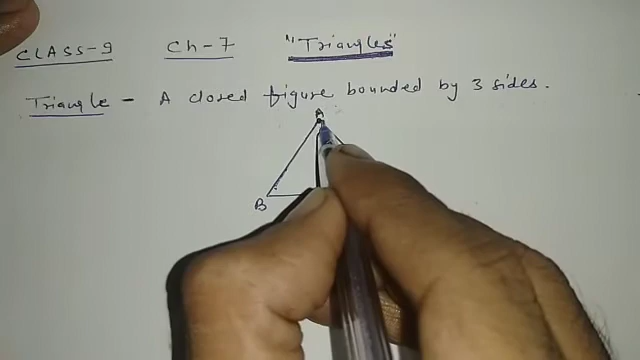 CLASS-9 Ch-7 "Triangles"
Triangle - A closed figure bounded by 3 sides.
A
B